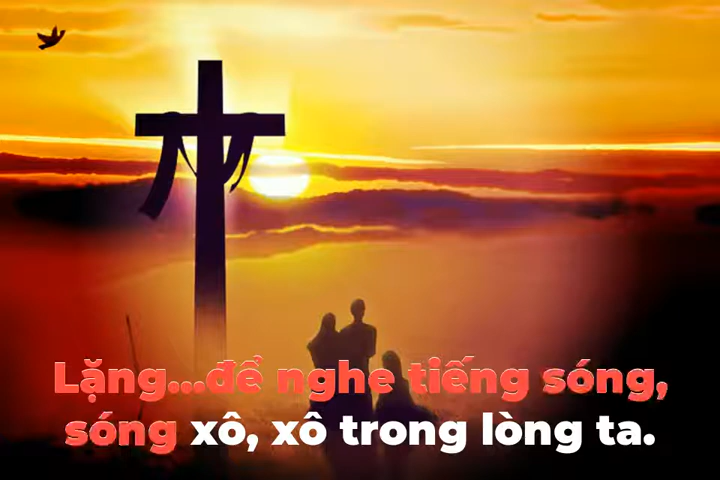 Lặng...để nghe tiếng sóng,
sóng xô, xô trong lòng ta.